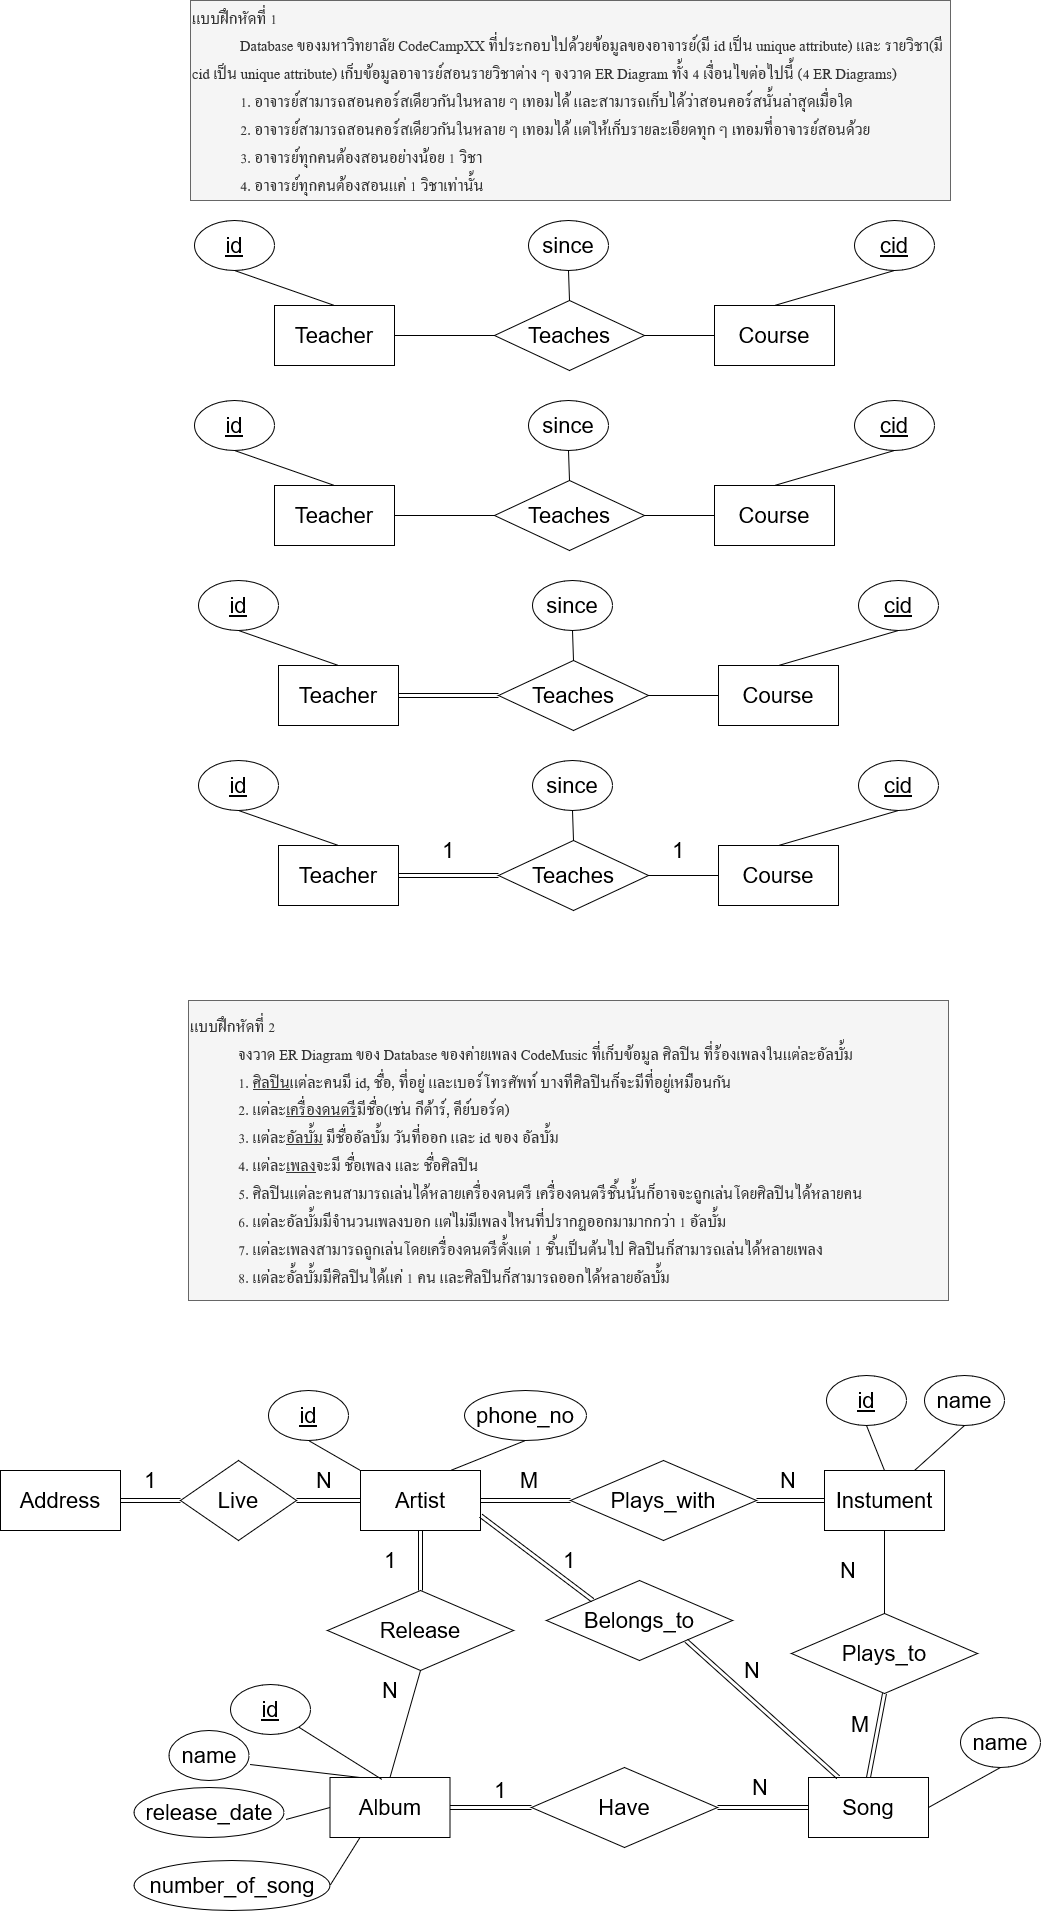 แบบฝึกหัดที่ 1
Database ของมหาวิทยาลัย CodeCampXX ที่ประกอบไปด้วยข้อมูลของอาจารย์(มี id เป็น unique attribute) และ รายวิชา(มี
cid เป็น unique attribute) เก็บข้อมูลอาจารย์สอนรายวิชาต่าง ๆ จงวาด ER Diagram ทั้ง 4 เงื่อนไขต่อไปนี้ (4 ER Diagrams)
1. อาจารย์สามารถสอนคอร์สเดียวกันในหลาย ๆ เทอมได้ และสามารถเก็บได้ว่าสอนคอร์สนั้นล่าสุดเมื่อใด
2. อาจารย์สามารถสอนคอร์สเดียวกันในหลาย ๆ เทอมได้ แต่ให้เก็บรายละเอียดทุก ๆ เทอมที่อาจารย์สอนด้วย
3. อาจารย์ทุกคนต้องสอนอย่างน้อย 1 วิชา
4. อาจารย์ทุกคนต้องสอนแค่ 1 วิชาเท่านั้น
id since cid
Teacher Teaches Course
id since cid
Teacher Teaches Course
id since cid
Teacher Teaches Course
id since cid
1 1
Teacher Teaches Course
แบบฝึกหัดที่ 2
จงวาด ER Diagram ของ Database ของค่ายเพลง CodeMusic ที่เก็บข้อมูล ศิลปิน ที่ร้องเพลงในแต่ละอัลบั้ม
1. ศิลปินแต่ละคนมี id, ชื่อ, ที่อยู่ และเบอร์โทรศัพท์ บางทีศิลปินก็จะมีที่อยู่เหมือนกัน
2. แต่ละเครื่องดนตรีมีชื่อ(เช่น กีต้าร์, คีย์บอร์ด)
3. แต่ละอัลบั้ม มีชื่ออัลบั้ม วันที่ออก และ id ของ อัลบั้ม
4. แต่ละเพลงจะมี ชื่อเพลง และ ชื่อศิลปิน
5. ศิลปินแต่ละคนสามารถเล่นได้หลายเครื่องดนตรี เครื่องดนตรีชิ้นนั้นก็อาจจะถูกเล่นโดยศิลปินได้หลายคน
6. แต่ละอัลบั้มมีจำนวนเพลงบอก แต่ไม่มีเพลงไหนที่ปรากฏออกมามากกว่า 1 อัลบั้ม
7. แต่ละเพลงสามารถถูกเล่นโดยเครื่องดนตรีตั้งแต่ 1 ชิ้นเป็นต้นไป ศิลปินก็สามารถเล่นได้หลายเพลง
8. แต่ละอัลบั้มมีศิลปินได้แค่ 1 คน และศิลปินก็สามารถออกได้หลายอัลบั้ม
id phone_no id name
1 N M N
Address Live Artist Plays_with Instument
1 1 N
Release Belongs_to Plays_to
N N
id M
name name
1 N
release_date Album Have Song
number_of_song